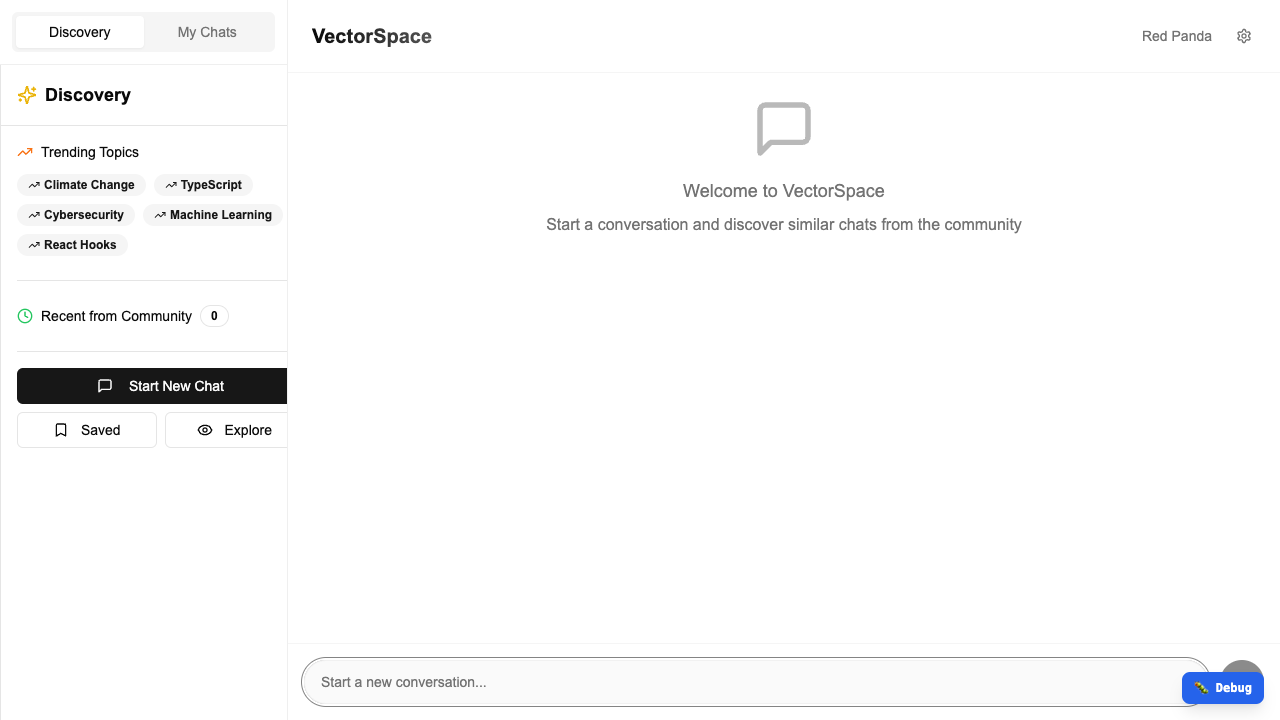 Discovery
My Chats
VectorSpace
Red Panda
Discovery
Trending Topics
Climate Change
TypeScript
Cybersecurity
Machine Learning
React Hooks
Recent from Community 0
Start New Chat
Saved
Explore
Welcome to VectorSpace
Start a conversation and discover similar chats from the community
Start a new conversation...
Debug